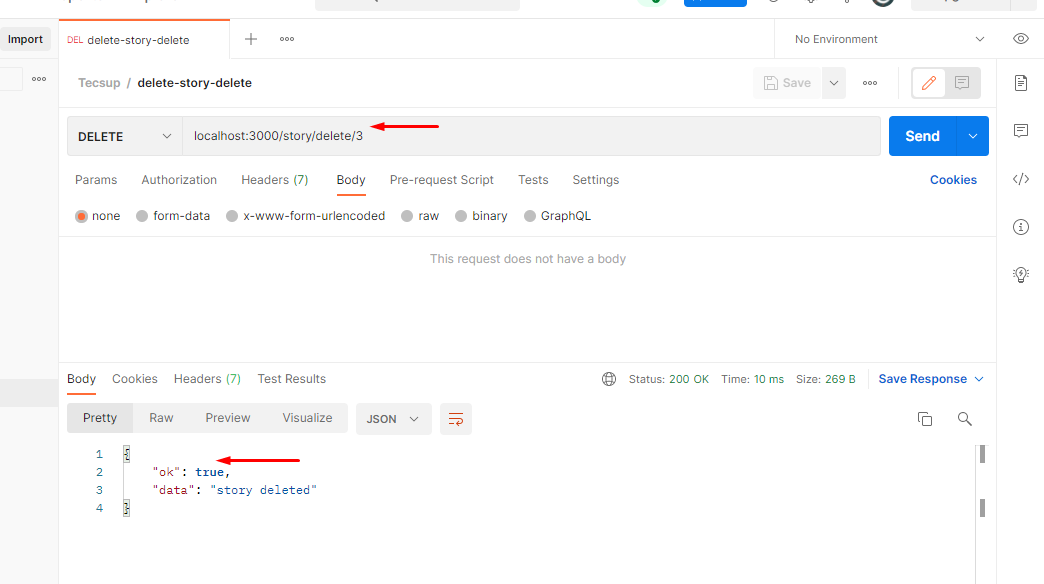 Import
DEL delete-story-delete
No Environment
Tecsup / delete-story-delete
Save
DELETE
localhost:3000/story/delete/3
Send
Params Authorization Headers (7) Body Pre-request Script Tests Settings Cookies
none form-data x-www-form-urlencoded raw binary GraphQL
This request does not have a body
Body Cookies Headers (7) Test Results Status: 200 OK Time: 10 ms Size: 269 B Save Response
Pretty Raw Preview Visualize JSON
1 {
2 "ok": true,
3 "data": "story deleted"
4 }